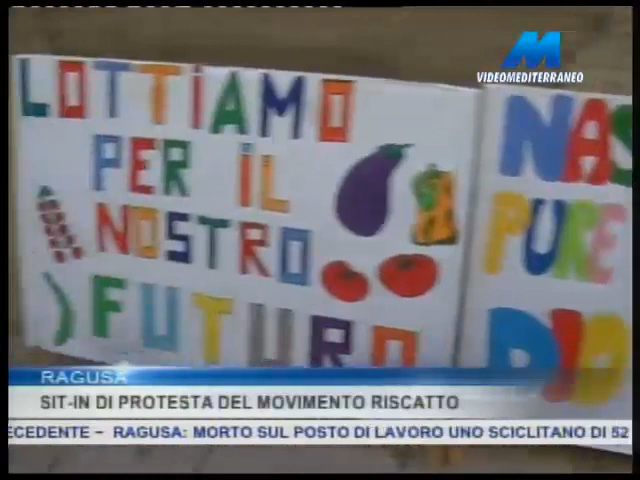 VIDEOMEDITERRANEO
LOTTiAMO
PER iL
NOSTRO
FUTURO
NAS
PURE
DIO
RAGUSA
SIT-IN DI PROTESTA DEL MOVIMENTO RISCATTO
ECEDENTE - RAGUSA: MORTO SUL POSTO DI LAVORO UNO SCICLITANO DI 52